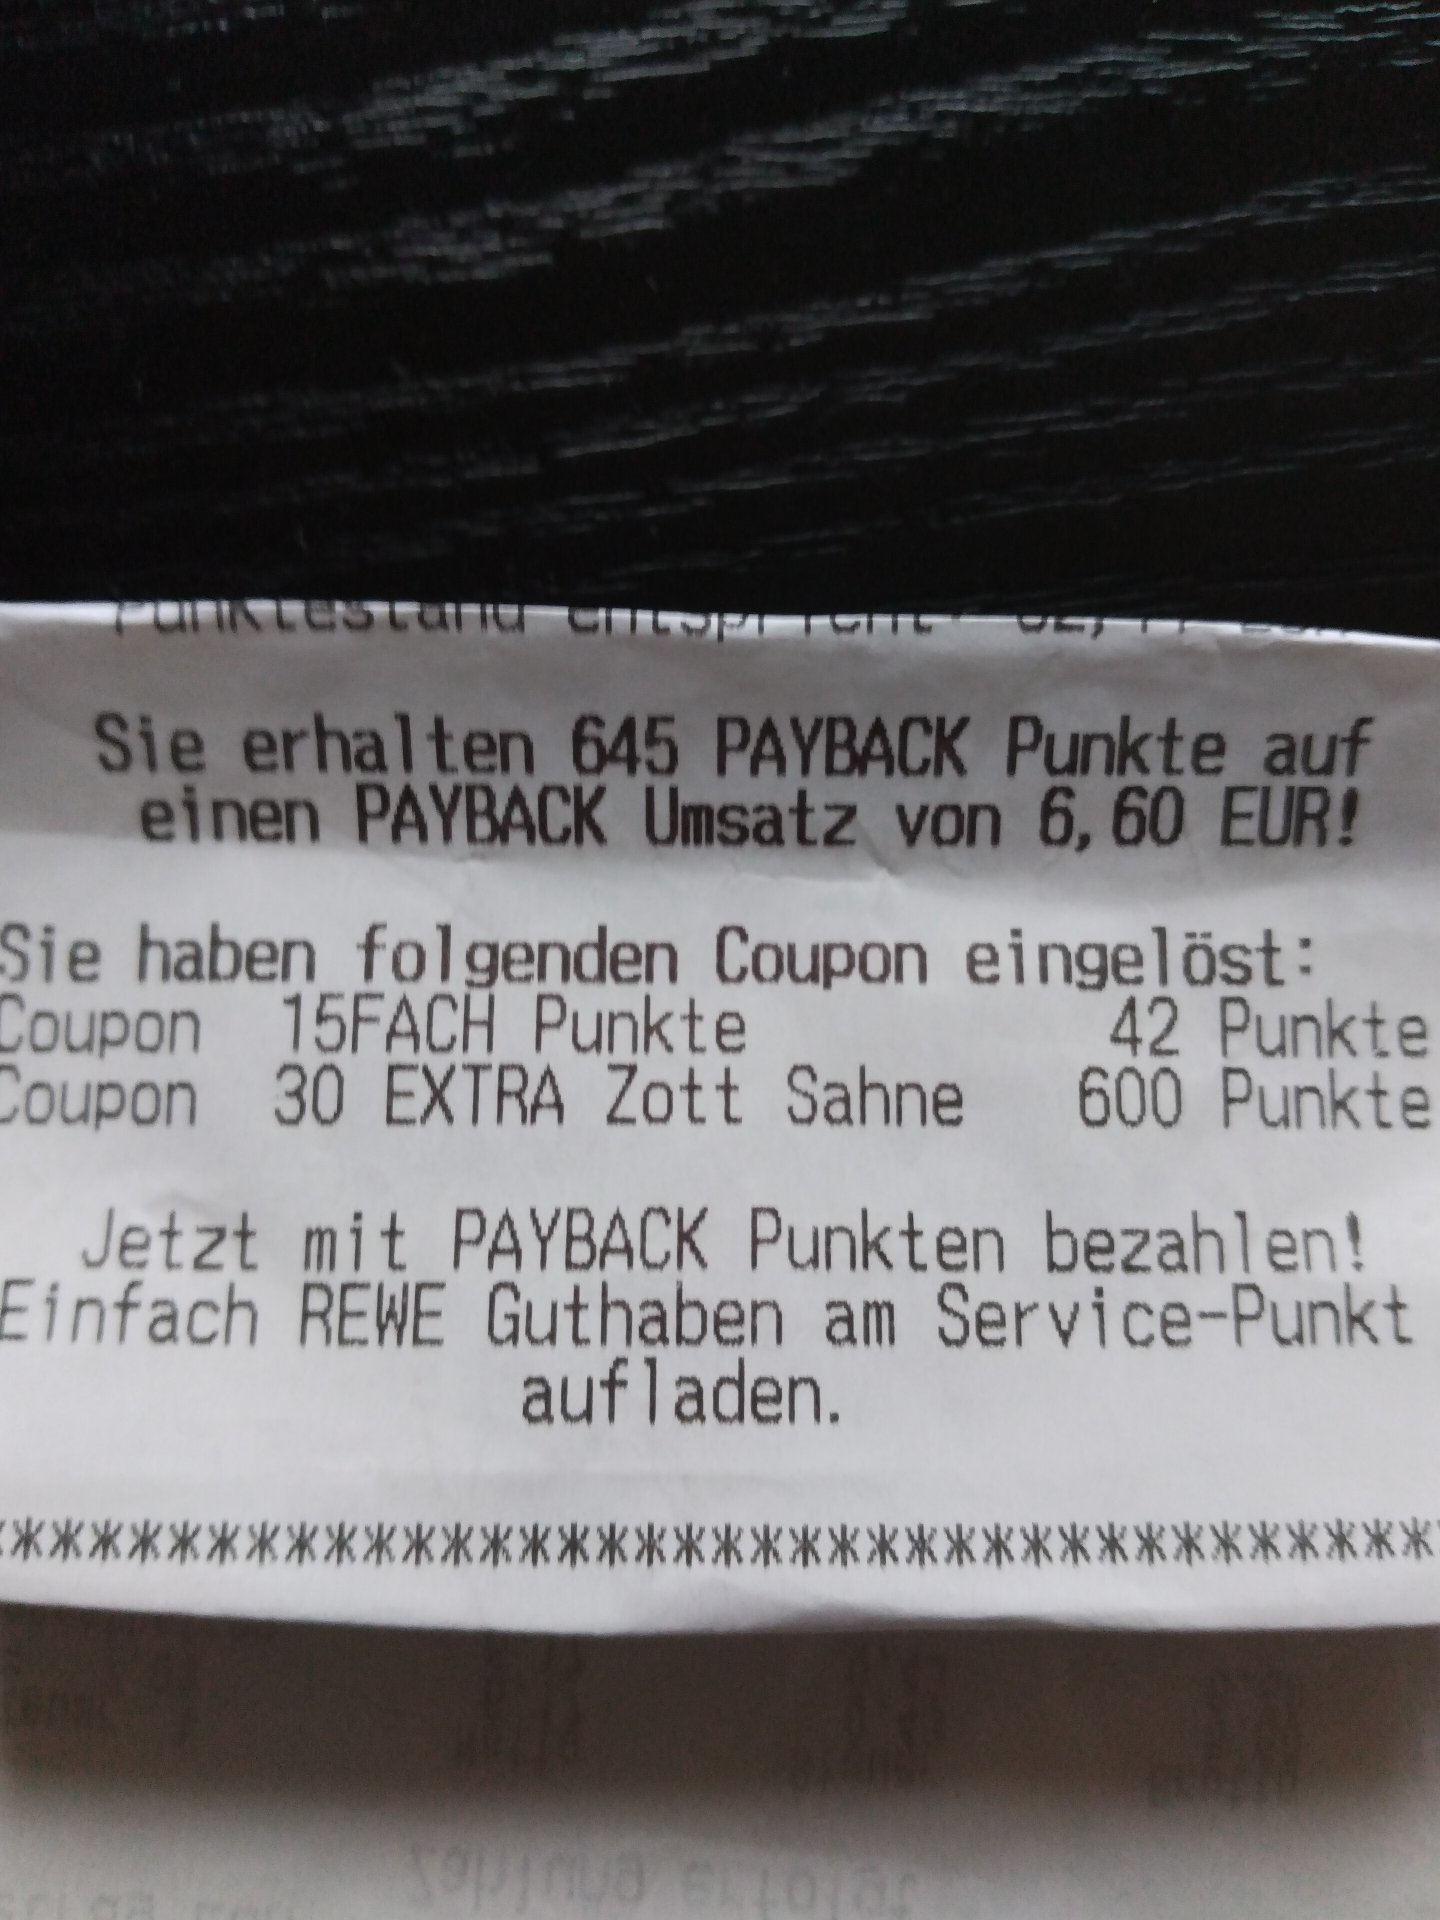 Punktestand entspricht
Sie erhalten 645 PAYBACK Punkte auf
einen PAYBACK Umsatz von 6,60 EUR!
Sie haben folgenden Coupon eingelöst:
Coupon 15FACH Punkte 42 Punkte
Coupon 30 EXTRA Zott Sahne 600 Punkte
Jetzt mit PAYBACK Punkten bezahlen!
Einfach REWE Guthaben am Service-Punkt
aufladen.
************************************